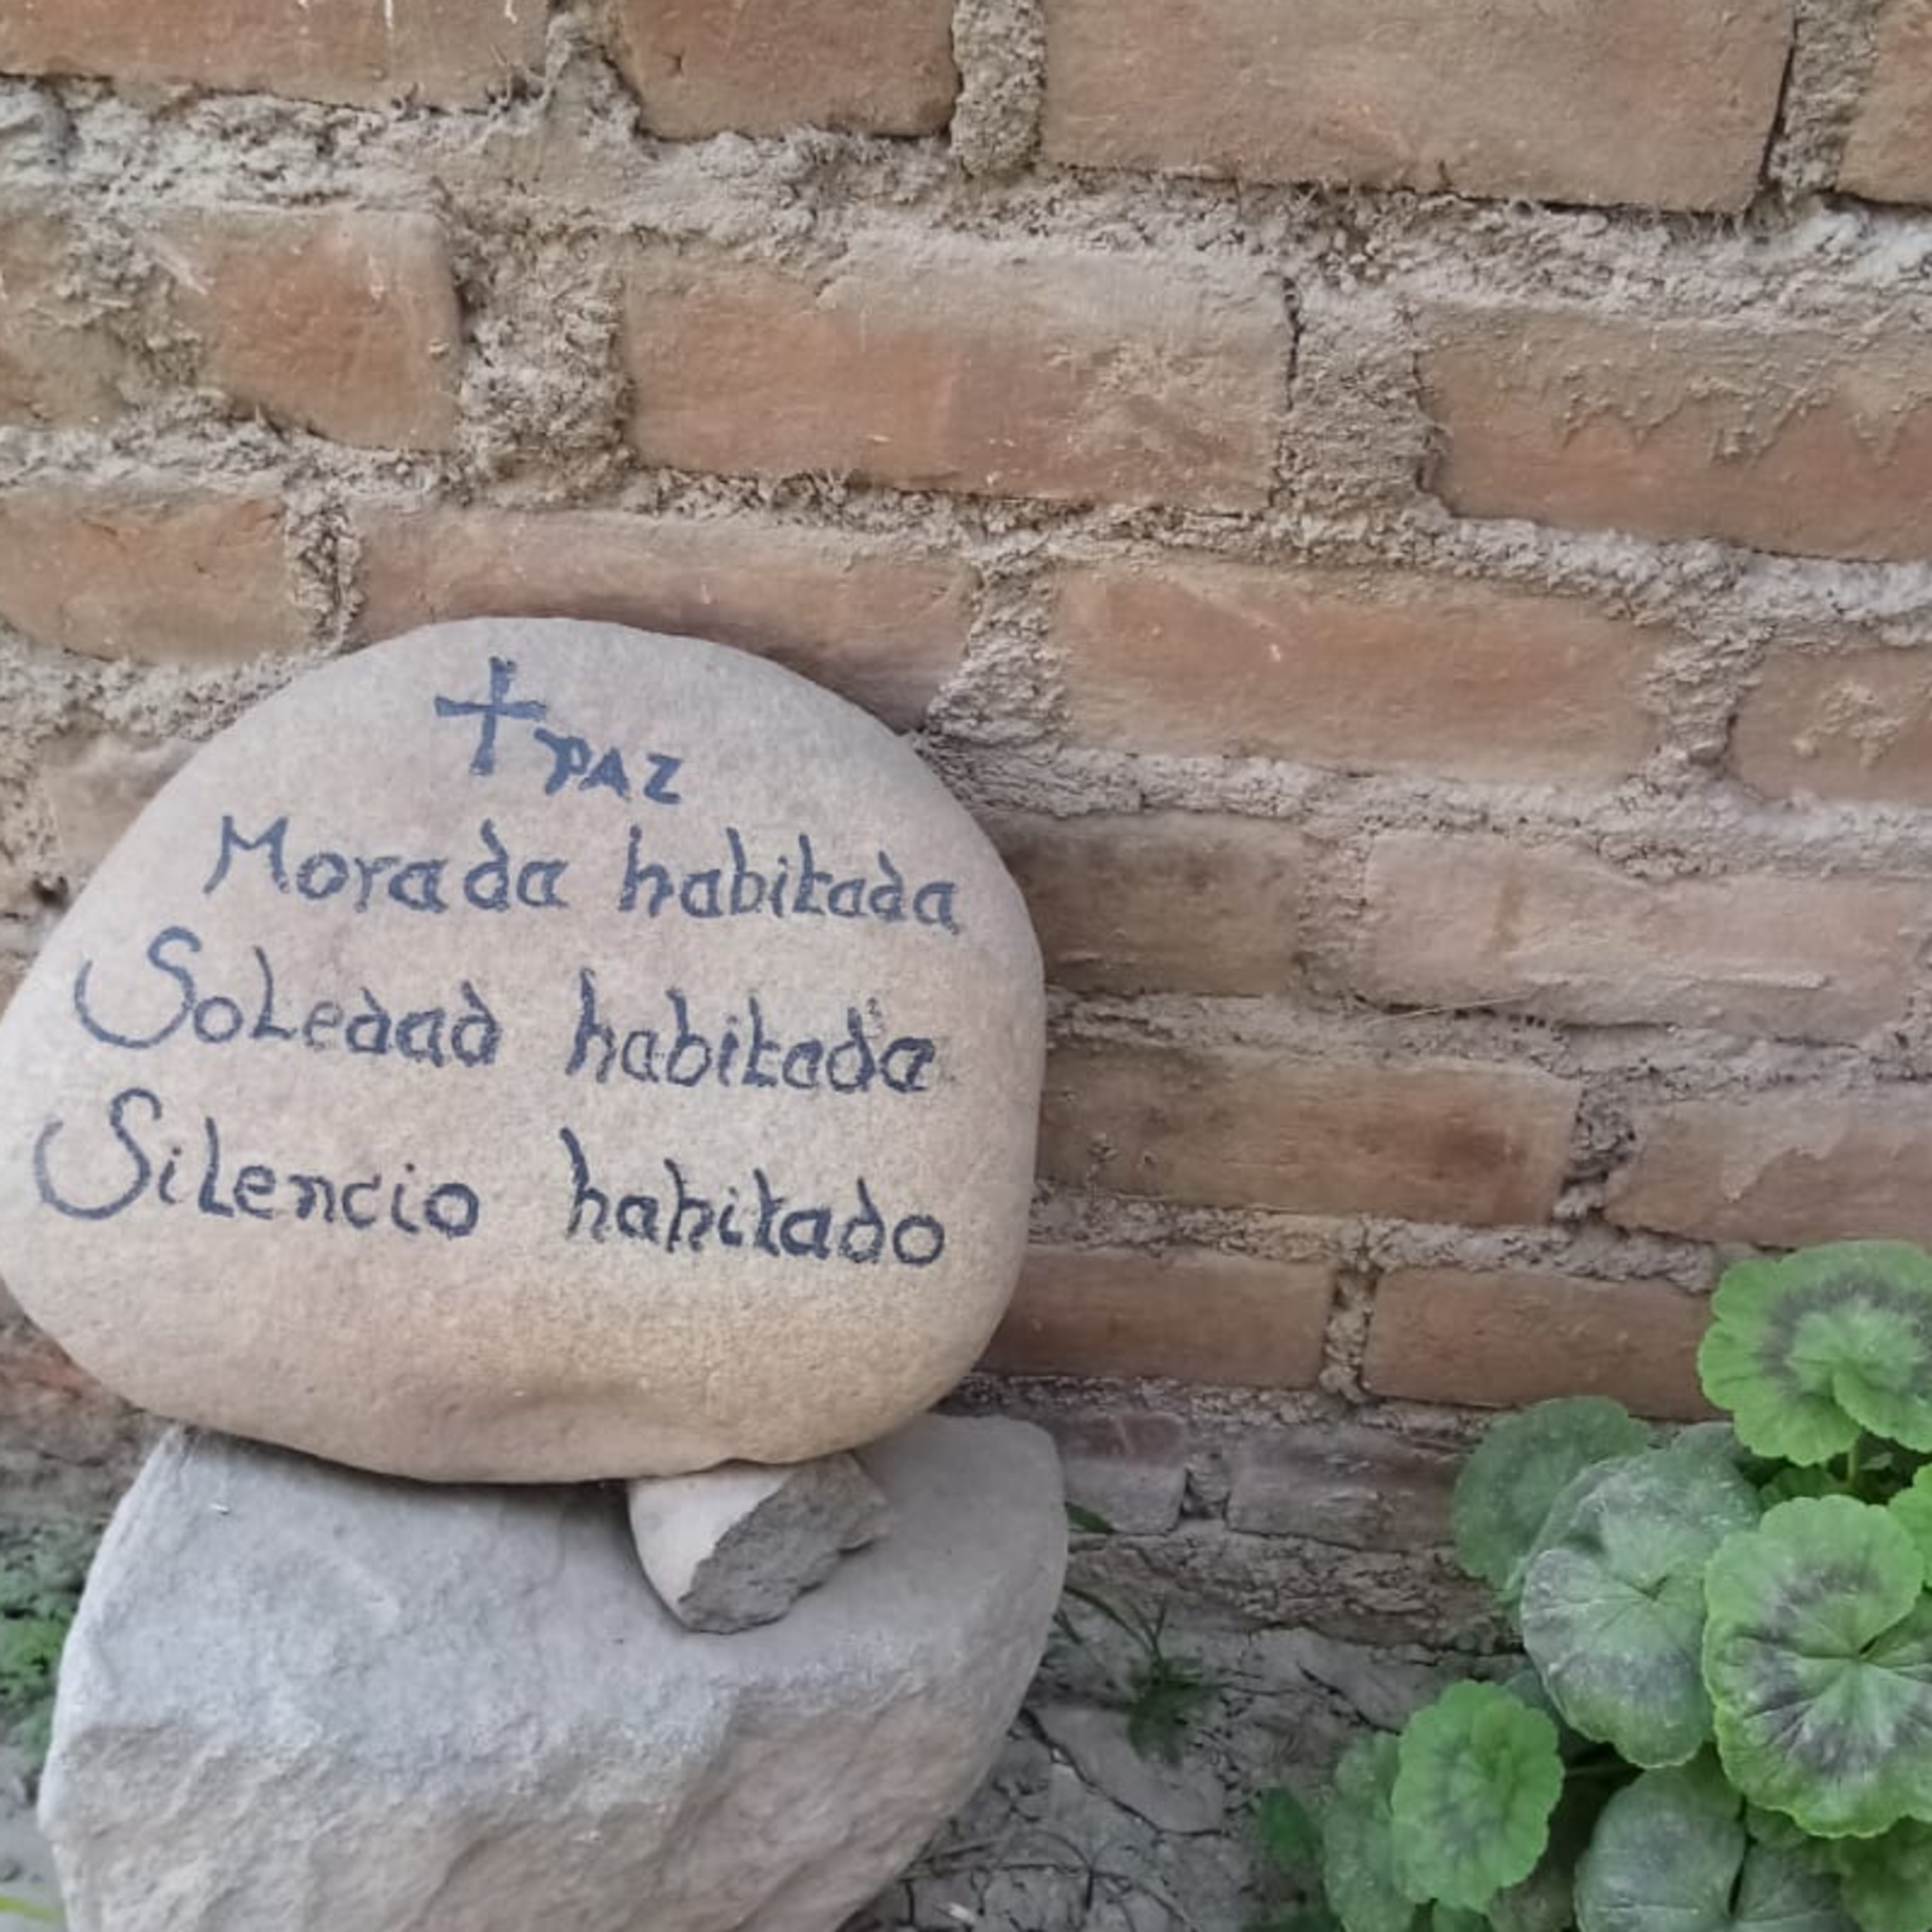 PAZ
Morada habitada
Soledad habitada
Silencio habitado